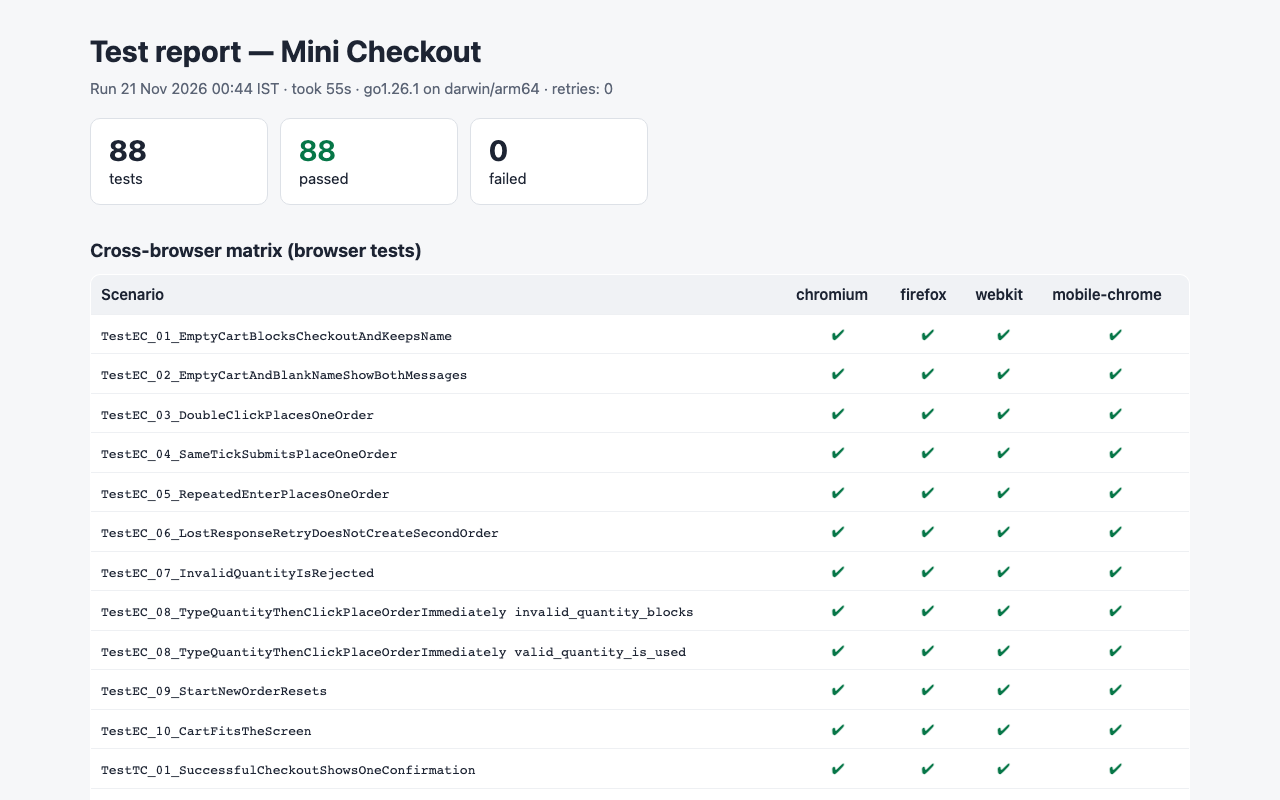 Test report — Mini Checkout
Run 21 Nov 2026 00:44 IST · took 55s · go1.26.1 on darwin/arm64 · retries: 0
88 88 0
tests passed failed
Cross-browser matrix (browser tests)
Scenario chromium firefox webkit mobile-chrome
TestEC_01_EmptyCartBlocksCheckoutAndKeepsName ✔ ✔ ✔ ✔
TestEC_02_EmptyCartAndBlankNameShowBothMessages ✔ ✔ ✔ ✔
TestEC_03_DoubleClickPlacesOneOrder ✔ ✔ ✔ ✔
TestEC_04_SameTickSubmitsPlaceOneOrder ✔ ✔ ✔ ✔
TestEC_05_RepeatedEnterPlacesOneOrder ✔ ✔ ✔ ✔
TestEC_06_LostResponseRetryDoesNotCreateSecondOrder ✔ ✔ ✔ ✔
TestEC_07_InvalidQuantityIsRejected ✔ ✔ ✔ ✔
TestEC_08_TypeQuantityThenClickPlaceOrderImmediately invalid_quantity_blocks ✔ ✔ ✔ ✔
TestEC_08_TypeQuantityThenClickPlaceOrderImmediately valid_quantity_is_used ✔ ✔ ✔ ✔
TestEC_09_StartNewOrderResets ✔ ✔ ✔ ✔
TestEC_10_CartFitsTheScreen ✔ ✔ ✔ ✔
TestTC_01_SuccessfulCheckoutShowsOneConfirmation ✔ ✔ ✔ ✔